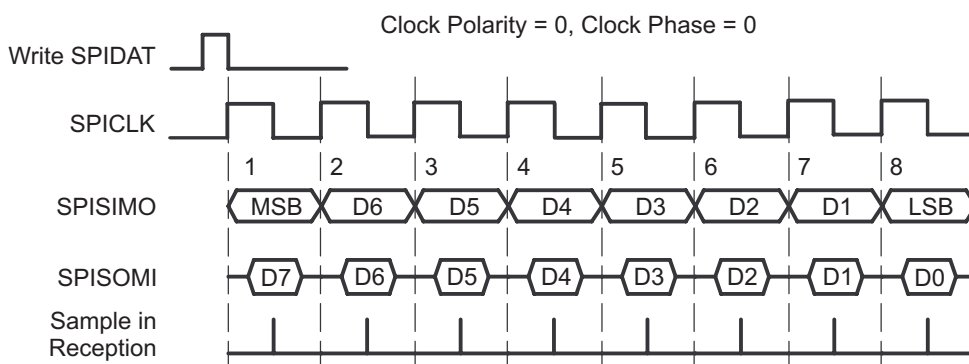 Clock Polarity = 0, Clock Phase = 0
Write SPIDAT
SPICLK
1 2 3 4 5 6 7 8
SPISIMO MSB D6 D5 D4 D3 D2 D1 LSB
SPISOMI D7 D6 D5 D4 D3 D2 D1 D0
Sample in
Reception